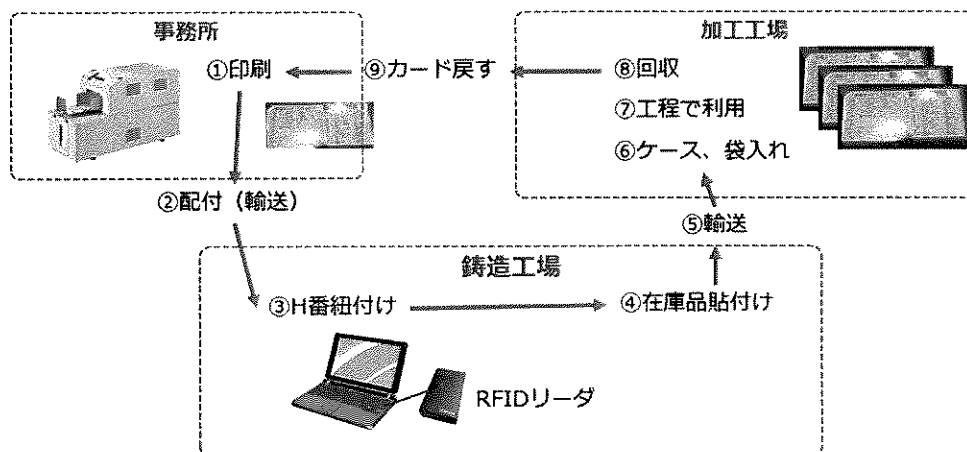 事務所
①印刷
⑨カード戻す
②配付（輸送）
加工工場
⑧回収
⑦工程で利用
⑥ケース、袋入れ
⑤輸送
鋳造工場
③H番紐付け
④在庫品貼付け
RFIDリーダ